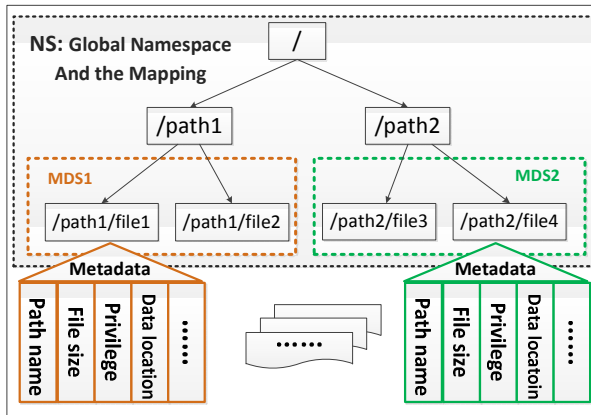 NS: Global Namespace
And the Mapping
/
/path1
/path2
MDS1
MDS2
/path1/file1
/path1/file2
/path2/file3
/path2/file4
Metadata
Metadata
Path name
File size
Privilege
Data location
……
……
Path name
File size
Privilege
Data locatoin
……